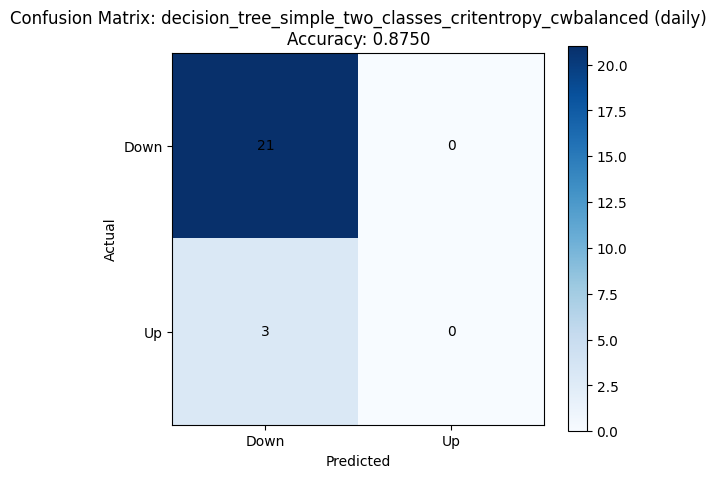 Confusion Matrix: decision_tree_simple_two_classes_critentropy_cwbalanced (daily)
Accuracy: 0.8750
Down
21
0
Actual
Up
3
0
Down
Up
Predicted
20.0
17.5
15.0
12.5
10.0
7.5
5.0
2.5
0.0